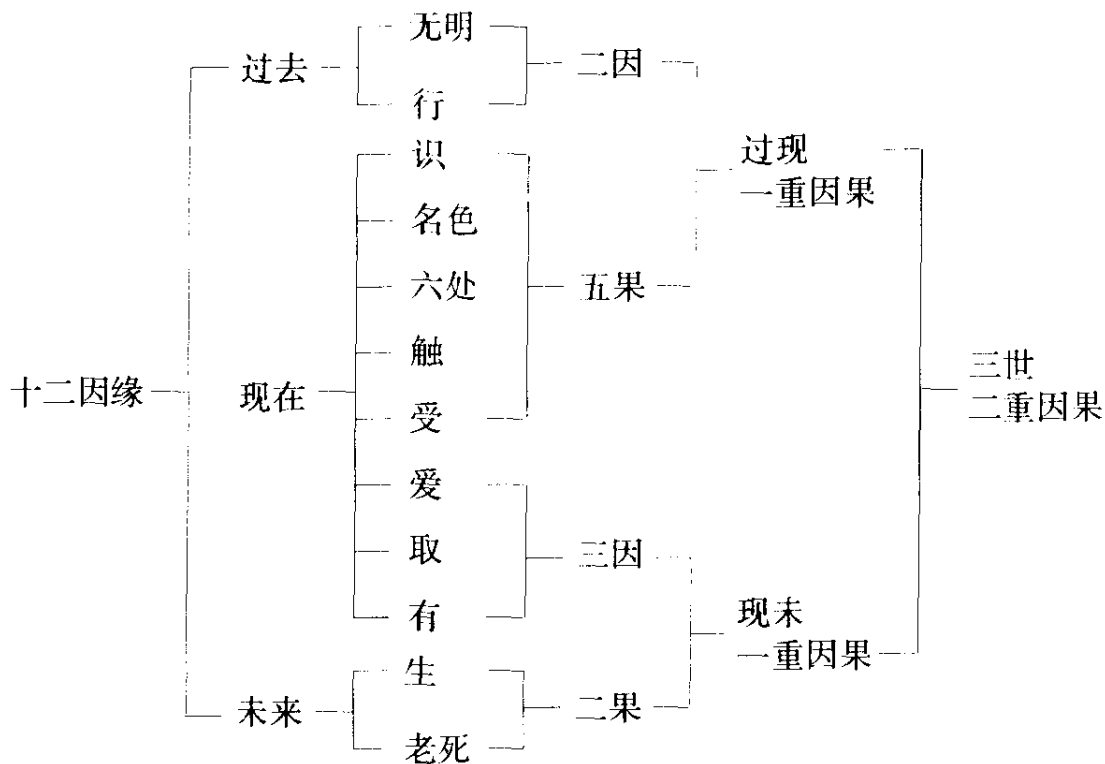 十二因缘
过去
现在
未来
无明
行
识
名色
六处
触
受
爱
取
有
生
老死
二因
五果
三因
二果
过现
一重因果
现未
一重因果
三世
二重因果